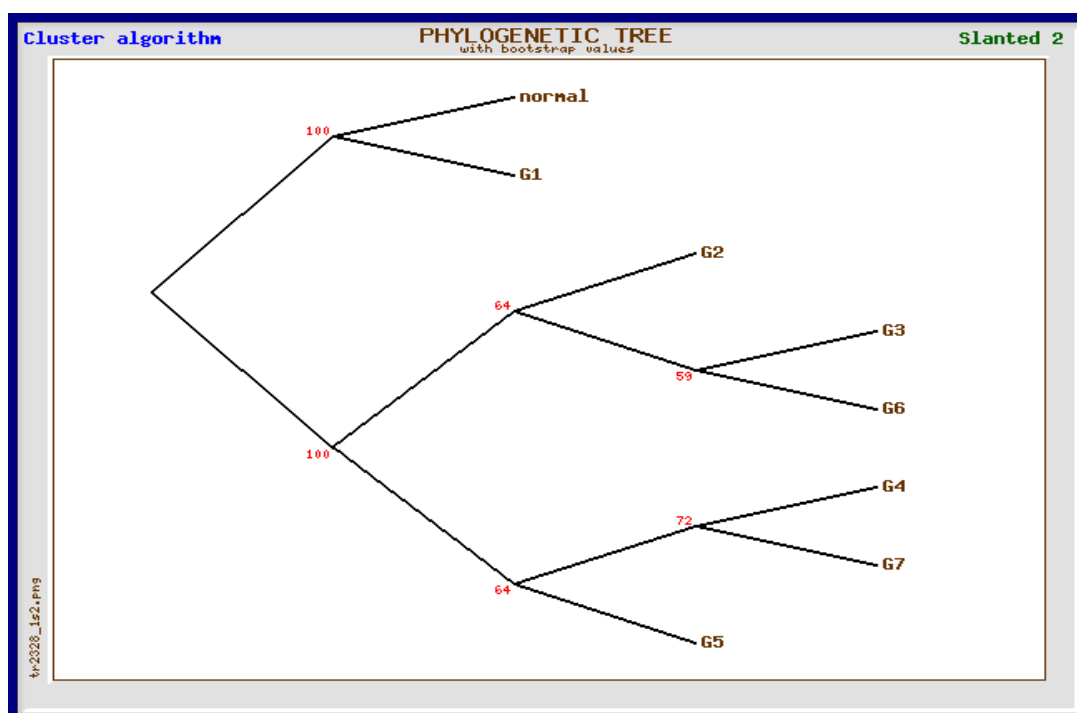 Cluster algorithm
PHYLOGENETIC TREE
with bootstrap values
Slanted 2
normal
100
G1
G2
64
G3
59
G6
100
G4
72
G7
64
G5
tr2328_1s2.png